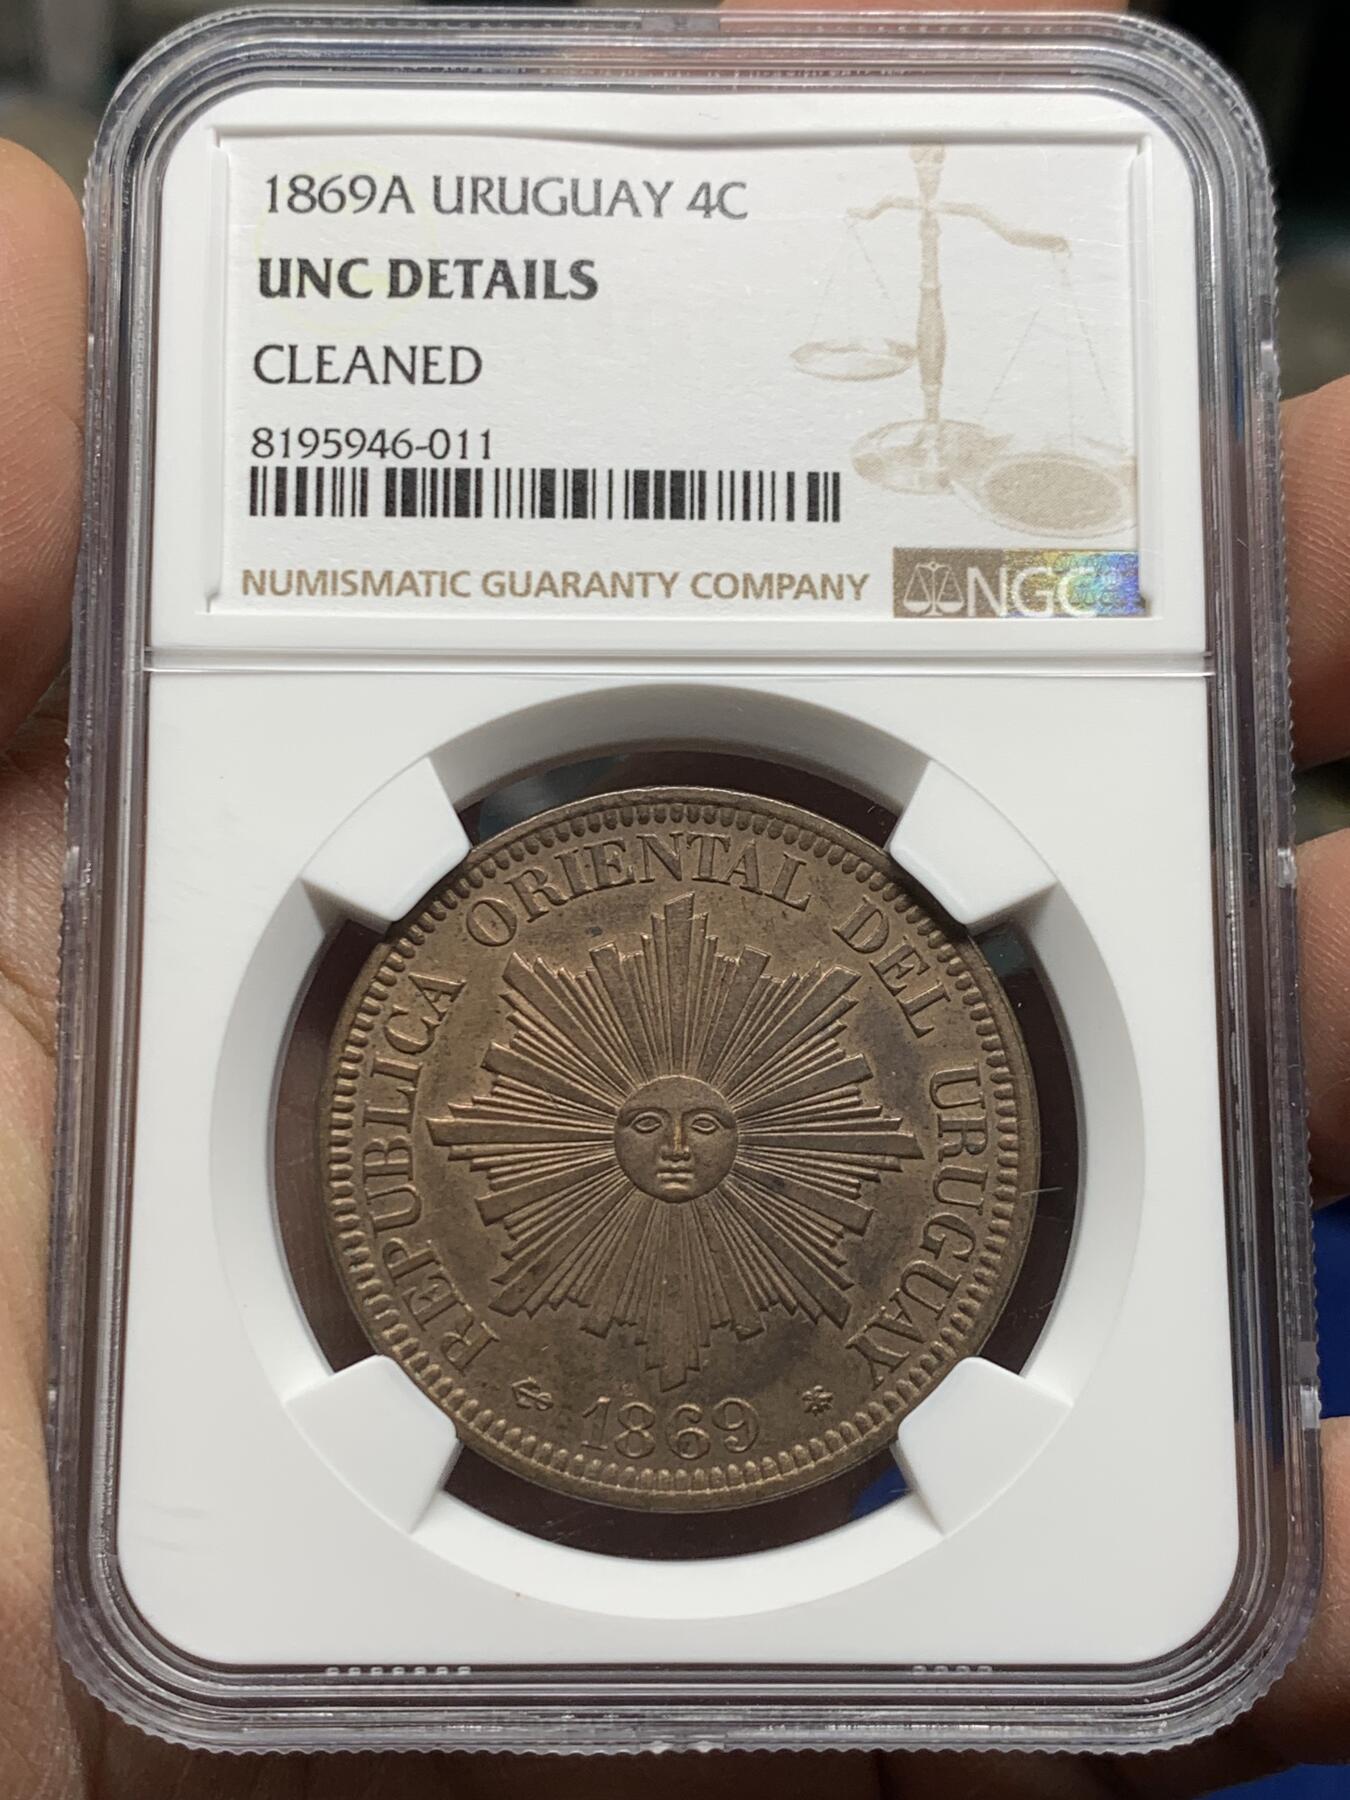 1869A URUGUAY 4C
UNC DETAILS
CLEANED
8195946-011
NUMISMATIC GUARANTY COMPANY
NGC
REPUBLICA ORIENTAL DEL URUGUAY
1869